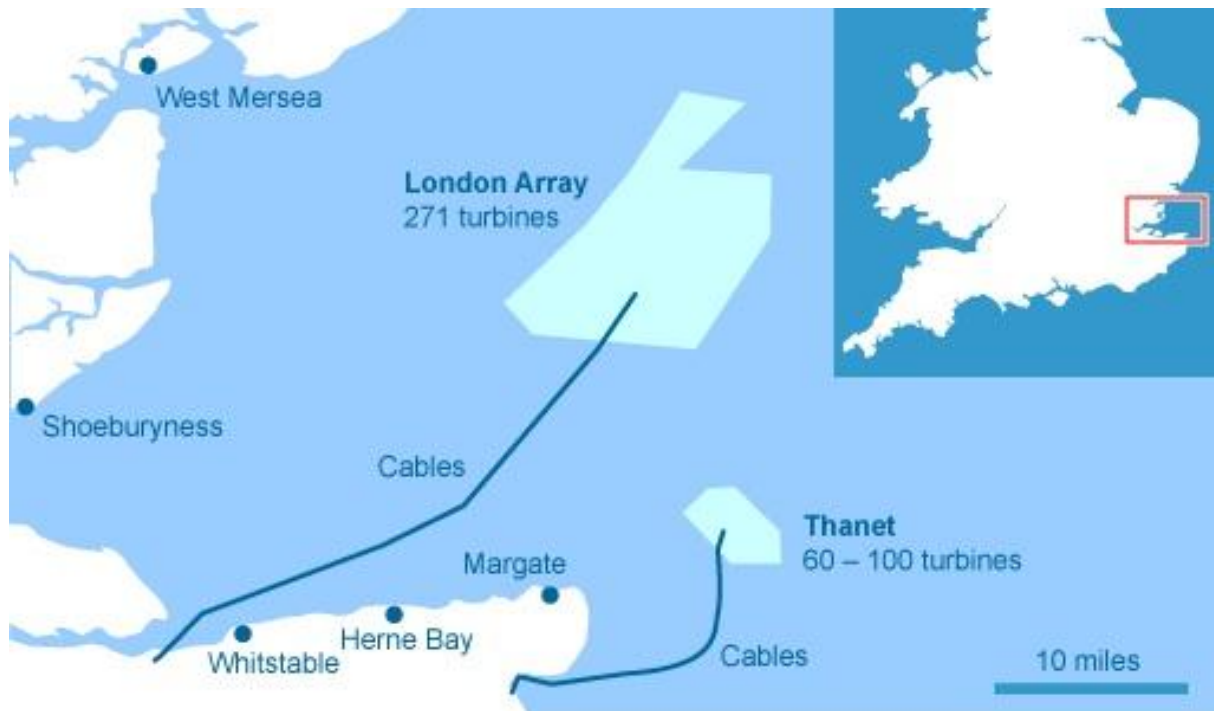 West Mersea
London Array
271 turbines
Shoeburyness
Cables
Thanet
60 – 100 turbines
Margate
Herne Bay
Whitstable
Cables
10 miles